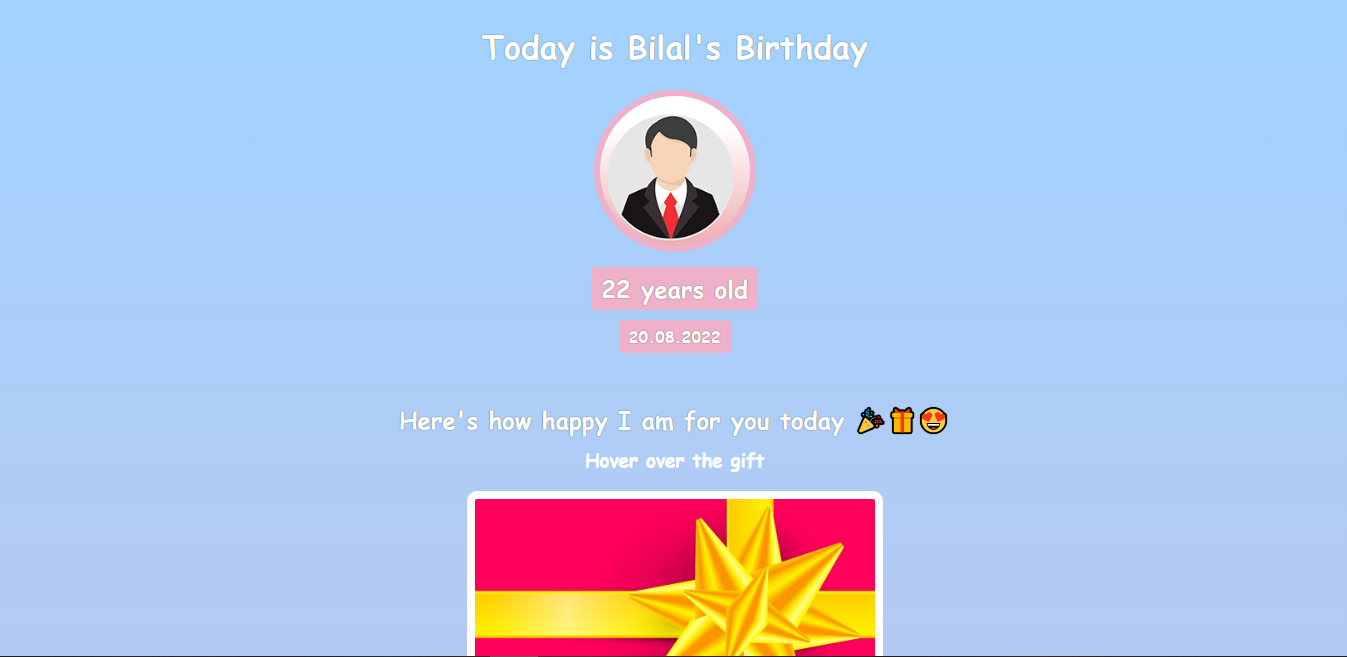 Today is Bilal's Birthday
22 years old
20.08.2022
Here's how happy I am for you today 🎉🎁😍
Hover over the gift